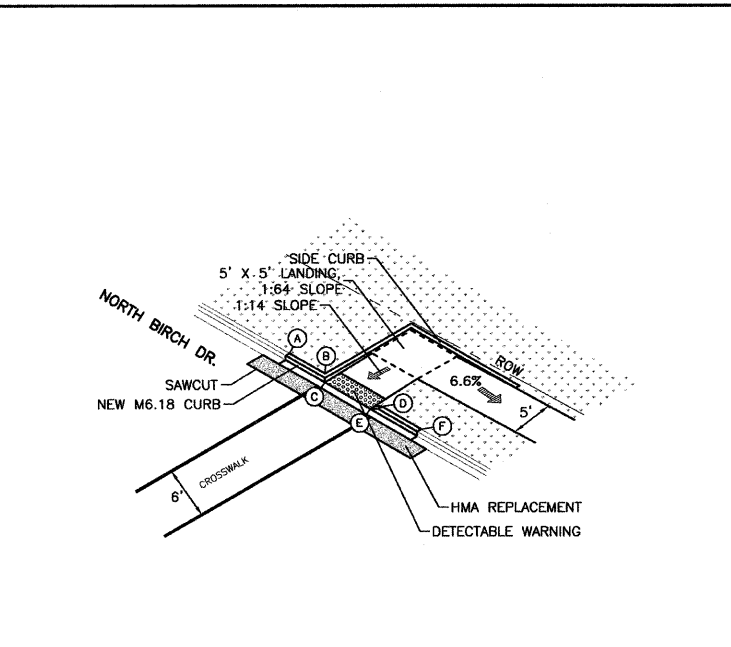 SIDE CURB
5' X 5' LANDING,
1:64 SLOPE
1:14 SLOPE
NORTH BIRCH DR.
A
B
SAWCUT
NEW M6.18 CURB
C
D
E
F
ROW
6.6%
5'
CROSSWALK
6'
HMA REPLACEMENT
DETECTABLE WARNING